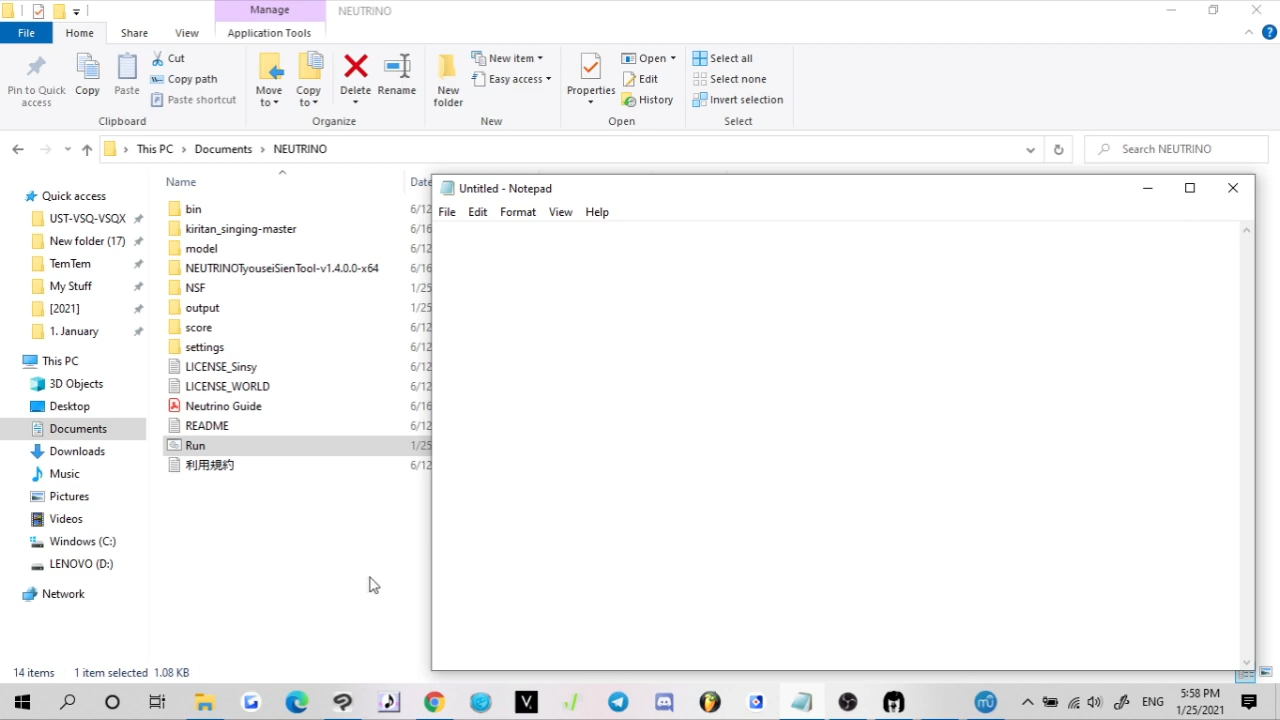 Manage
NEUTRINO
File
Home
Share
View
Application Tools
Pin to Quick access
Copy
Paste
Cut
Copy path
Paste shortcut
Clipboard
Move to
Copy to
Delete
Rename
Organize
New folder
New item
Easy access
New
Properties
Open
Edit
History
Open
Select all
Select none
Invert selection
Select
This PC > Documents > NEUTRINO
Search NEUTRINO
Quick access
UST-VSQ-VSQX
New folder (17)
TemTem
My Stuff
[2021]
1. January
This PC
3D Objects
Desktop
Documents
Downloads
Music
Pictures
Videos
Windows (C:)
LENOVO (D:)
Network
Name
Date
bin 6/12
kiritan_singing-master 6/16
model 6/12
NEUTRINOTyouseiSienTool-v1.4.0.0-x64 6/16
NSF 1/25
output 1/25
score 6/12
settings 6/12
LICENSE_Sinsy 6/12
LICENSE_WORLD 6/12
Neutrino Guide 6/16
README 6/12
Run 1/25
利用規約 6/12
Untitled - Notepad
File Edit Format View Help
14 items 1 item selected 1.08 KB
ENG
5:58 PM
1/25/2021